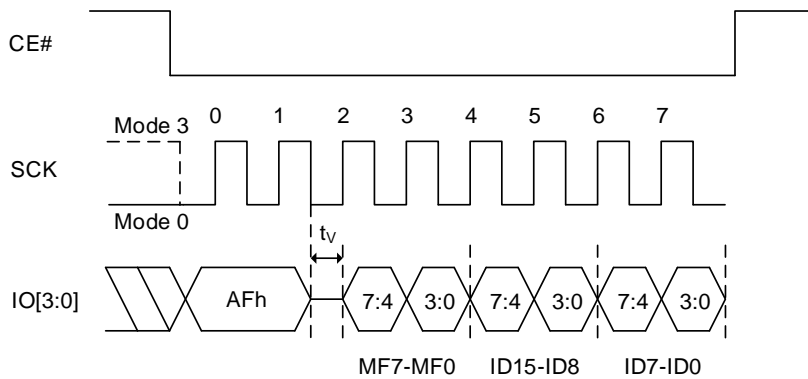 CE#
Mode 3
0 1 2 3 4 5 6 7
SCK
Mode 0
tV
IO[3:0]
AFh 7:4 3:0 7:4 3:0 7:4 3:0
MF7-MF0 ID15-ID8 ID7-ID0